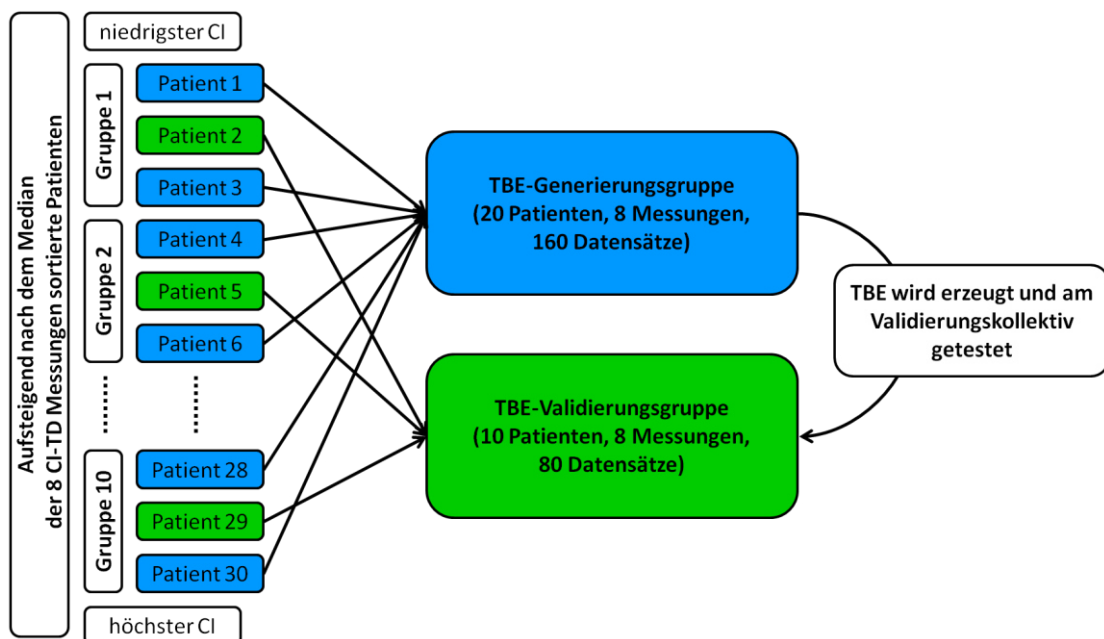 Aufsteigend nach dem Median
der 8 CI-TD Messungen sortierte Patienten
niedrigster CI
Gruppe 1
Patient 1
Patient 2
Patient 3
Gruppe 2
Patient 4
Patient 5
Patient 6
Gruppe 10
Patient 28
Patient 29
Patient 30
höchster CI
TBE-Generierungsgruppe
(20 Patienten, 8 Messungen,
160 Datensätze)
TBE-Validierungsgruppe
(10 Patienten, 8 Messungen,
80 Datensätze)
TBE wird erzeugt und am
Validierungskollektiv
getestet